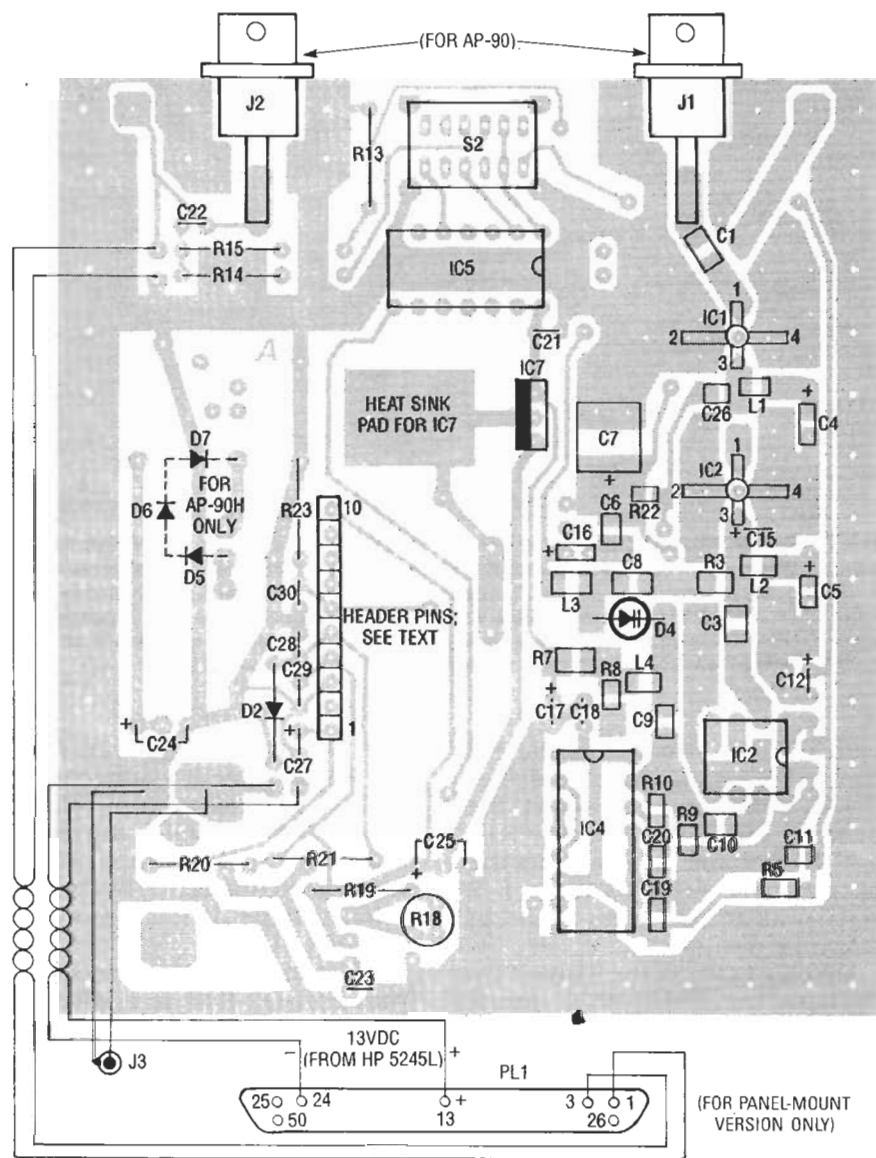 (FOR AP-90)
J2
J1
R13
S2
C22
R15
R14
IC5
C1
1
IC1
2
4
3
A
C21
IC7
HEAT SINK
PAD FOR IC7
C7
+
C26
L1
+
C4
D7
FOR
AP-90H
ONLY
D6
D5
R23
10
1
IC2
2
4
3
+
C15
R22
C6
+
C16
C8
R3
L3
L2
+
C5
C30
HEADER PINS;
SEE TEXT
D4
C3
C28
C29
R7
R8
L4
+
C12
D2
+
C24
+
C27
1
+
C17
C18
C9
IC2
R10
IC4
R9
C20
C10
C11
C19
R5
R20
R21
C25
+
R19
R18
C23
J3
13VDC
– (FROM HP 5245L) +
PL1
25
24
+
13
3
1
50
26
(FOR PANEL-MOUNT
VERSION ONLY)